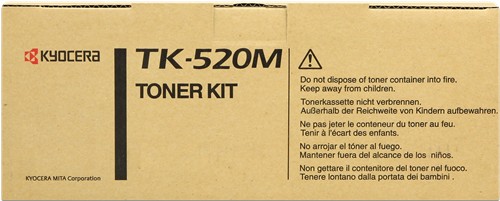 KYOCERA
TK-520M
TONER KIT
KYOCERA MITA Corporation
Do not dispose of toner container into fire.
Keep away from children.
Tonerkassette nicht verbrennen.
Außerhalb der Reichweite von Kindern aufbewahren.
Ne pas jeter le conteneur du toner au feu.
Tenir à l'écart des enfants.
No arrojar el tóner al fuego.
Mantener fuera del alcance de los niños.
Non gettare il contenitore del toner nel fuoco.
Tenere lontano dalla portata dei bambini .